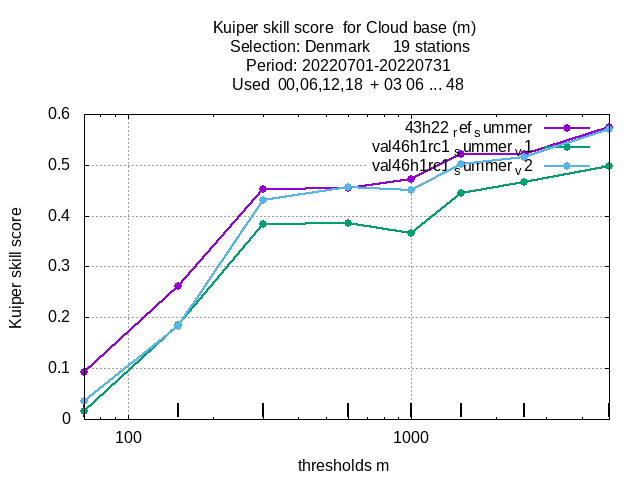 Kuiper skill score  for Cloud base (m)
Selection: Denmark     19 stations
Period: 20220701-20220731
Used  00,06,12,18  + 03 06 ... 48
0.6
0.5
0.4
0.3
0.2
0.1
0
Kuiper skill score
43h22_ref_summer
val46h1rc1_summer_v1
val46h1rc1_summer_v2
100
1000
thresholds m